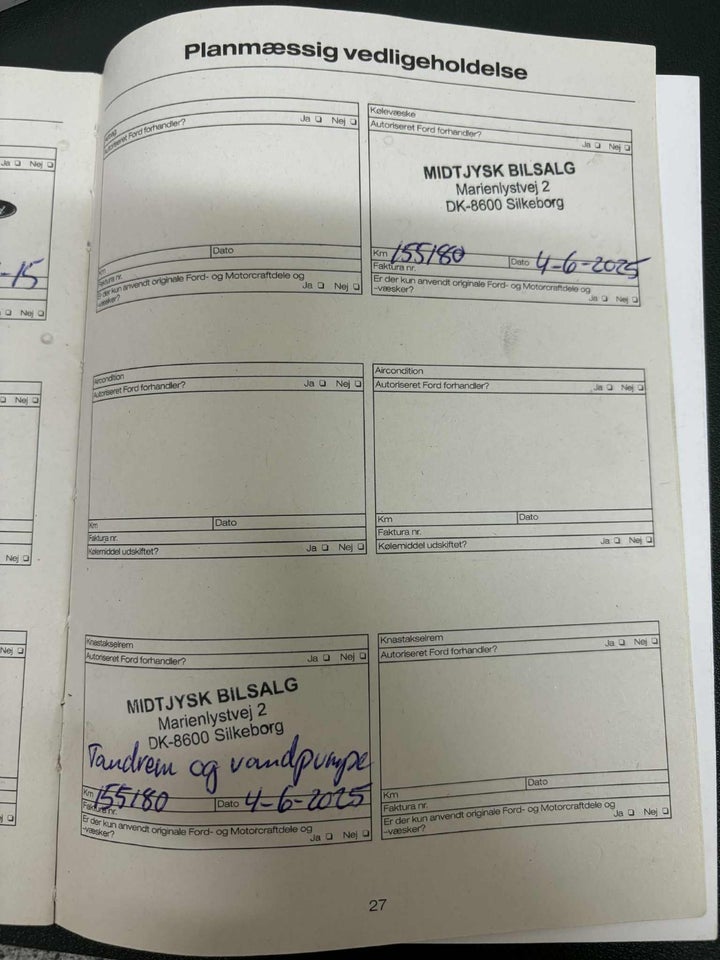 Planmæssig vedligeholdelse
Autoriseret Ford forhandler? Ja Nej
Km Dato
Faktura nr.
Er der kun anvendt originale Ford- og Motorcraftdele og
-væsker? Ja Nej
Kølevæske
Autoriseret Ford forhandler?
Ja Nej
MIDTJYSK BILSALG
Marienlystvej 2
DK-8600 Silkeborg
Km 155180 Dato 4-6-2025
Faktura nr.
Er der kun anvendt originale Ford- og Motorcraftdele og
-væsker? Ja Nej
Aircondition
Autoriseret Ford forhandler? Ja Nej
Km Dato
Faktura nr.
Kølemiddel udskiftet? Ja Nej
Aircondition
Autoriseret Ford forhandler? Ja Nej
Km Dato
Faktura nr.
Kølemiddel udskiftet? Ja Nej
Knastakselrem
Autoriseret Ford forhandler? Ja Nej
MIDTJYSK BILSALG
Marienlystvej 2
DK-8600 Silkeborg
Tandrem og vandpumpe
Km 155180 Dato 4-6-2025
Faktura nr.
Er der kun anvendt originale Ford- og Motorcraftdele og
-væsker? Ja Nej
Knastakselrem
Autoriseret Ford forhandler? Ja Nej
Km Dato
Faktura nr.
Er der kun anvendt originale Ford- og Motorcraftdele og
-væsker? Ja Nej
27
Ja Nej
-15
Nej
Nej
Nej
Nej